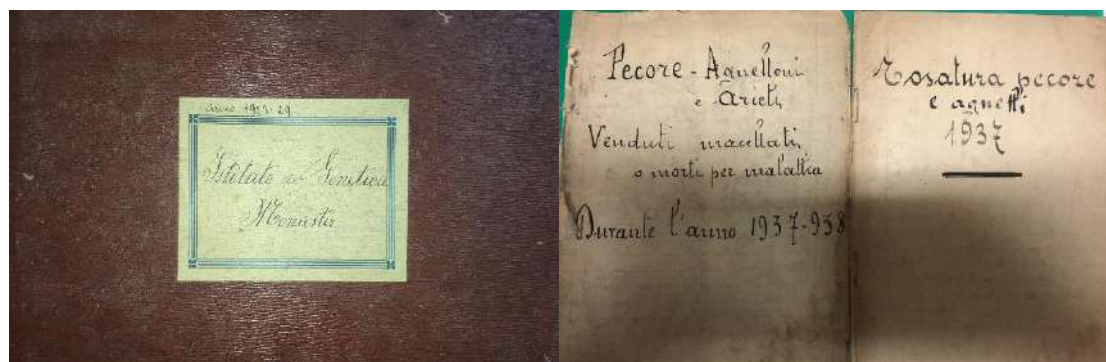 anno 1923-29
Istituto di Genetica
Monastir
Pecore - Agnelloni
e Arieti
Venduti macellati
o morti per malattia
Durante l'anno 1937-938
Tosatura pecore
e agnelli
1937